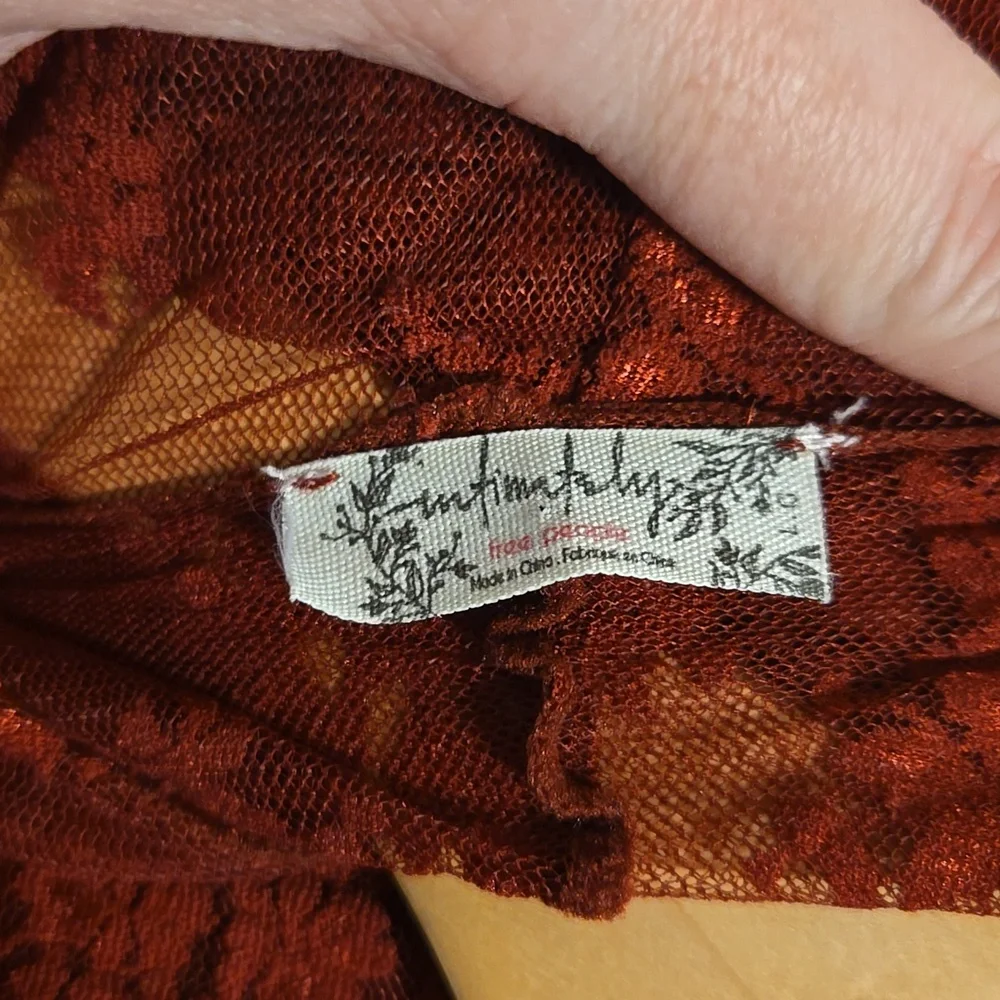 intimately
free people
Made in China . Fabriqué en Chine